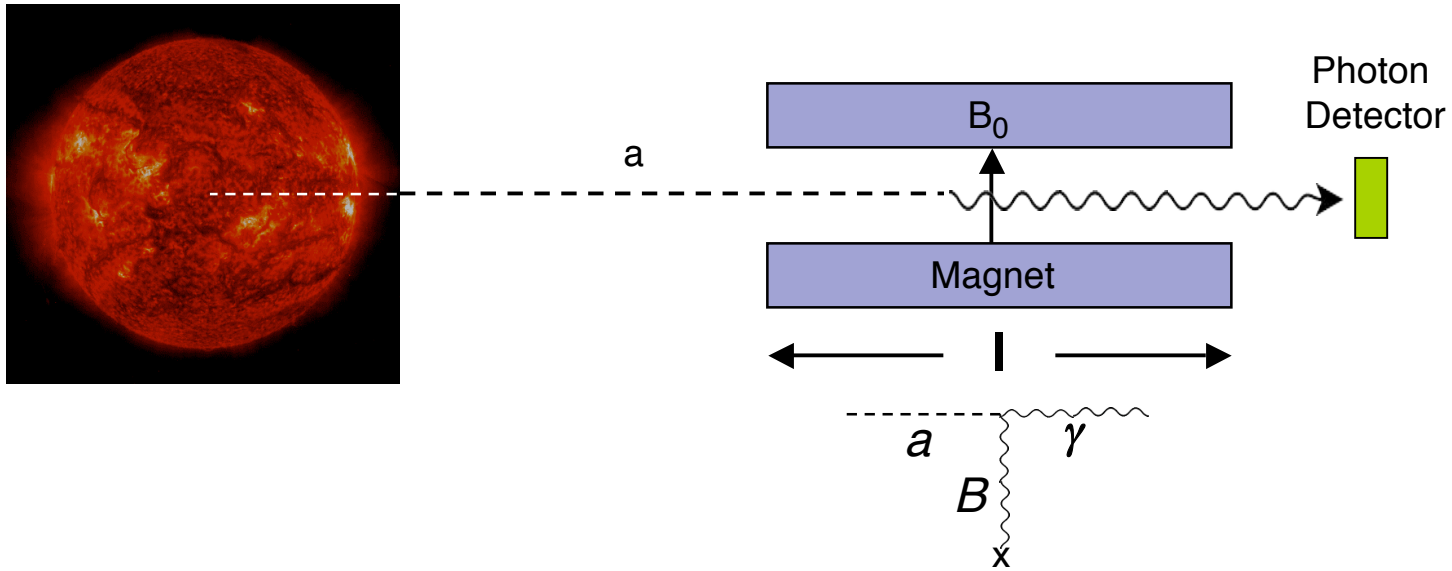 Photon
Detector
B₀
a
Magnet
l
a
γ
B
x